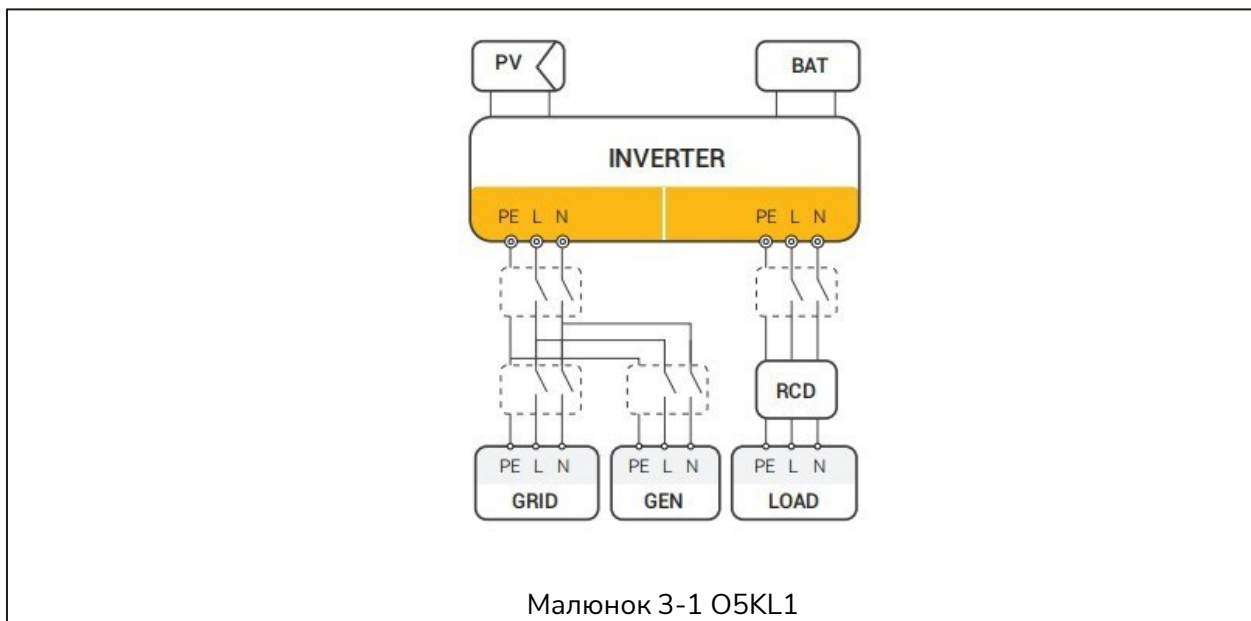 PV
BAT
INVERTER
PE L N PE L N
RCD
PE L N PE L N PE L N
GRID GEN LOAD
Малюнок 3-1 O5KL1